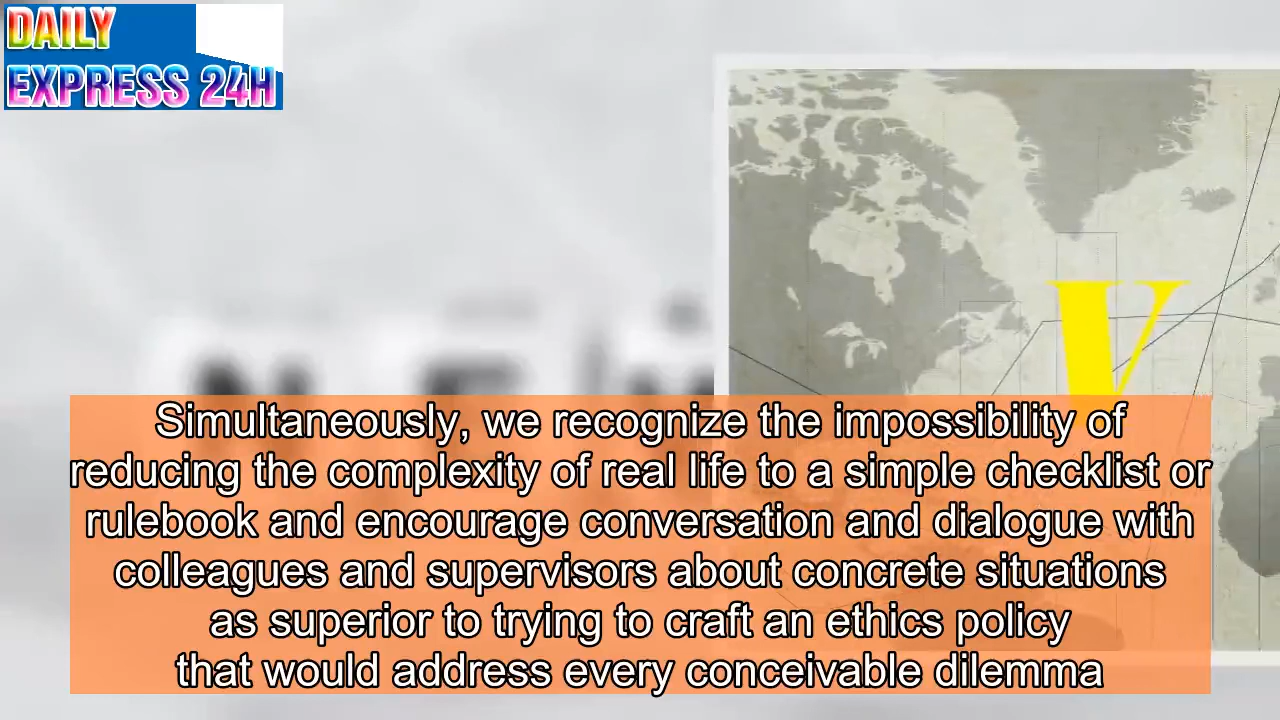 DAILY
EXPRESS 24H
V
Simultaneously, we recognize the impossibility of
reducing the complexity of real life to a simple checklist or
rulebook and encourage conversation and dialogue with
colleagues and supervisors about concrete situations
as superior to trying to craft an ethics policy
that would address every conceivable dilemma